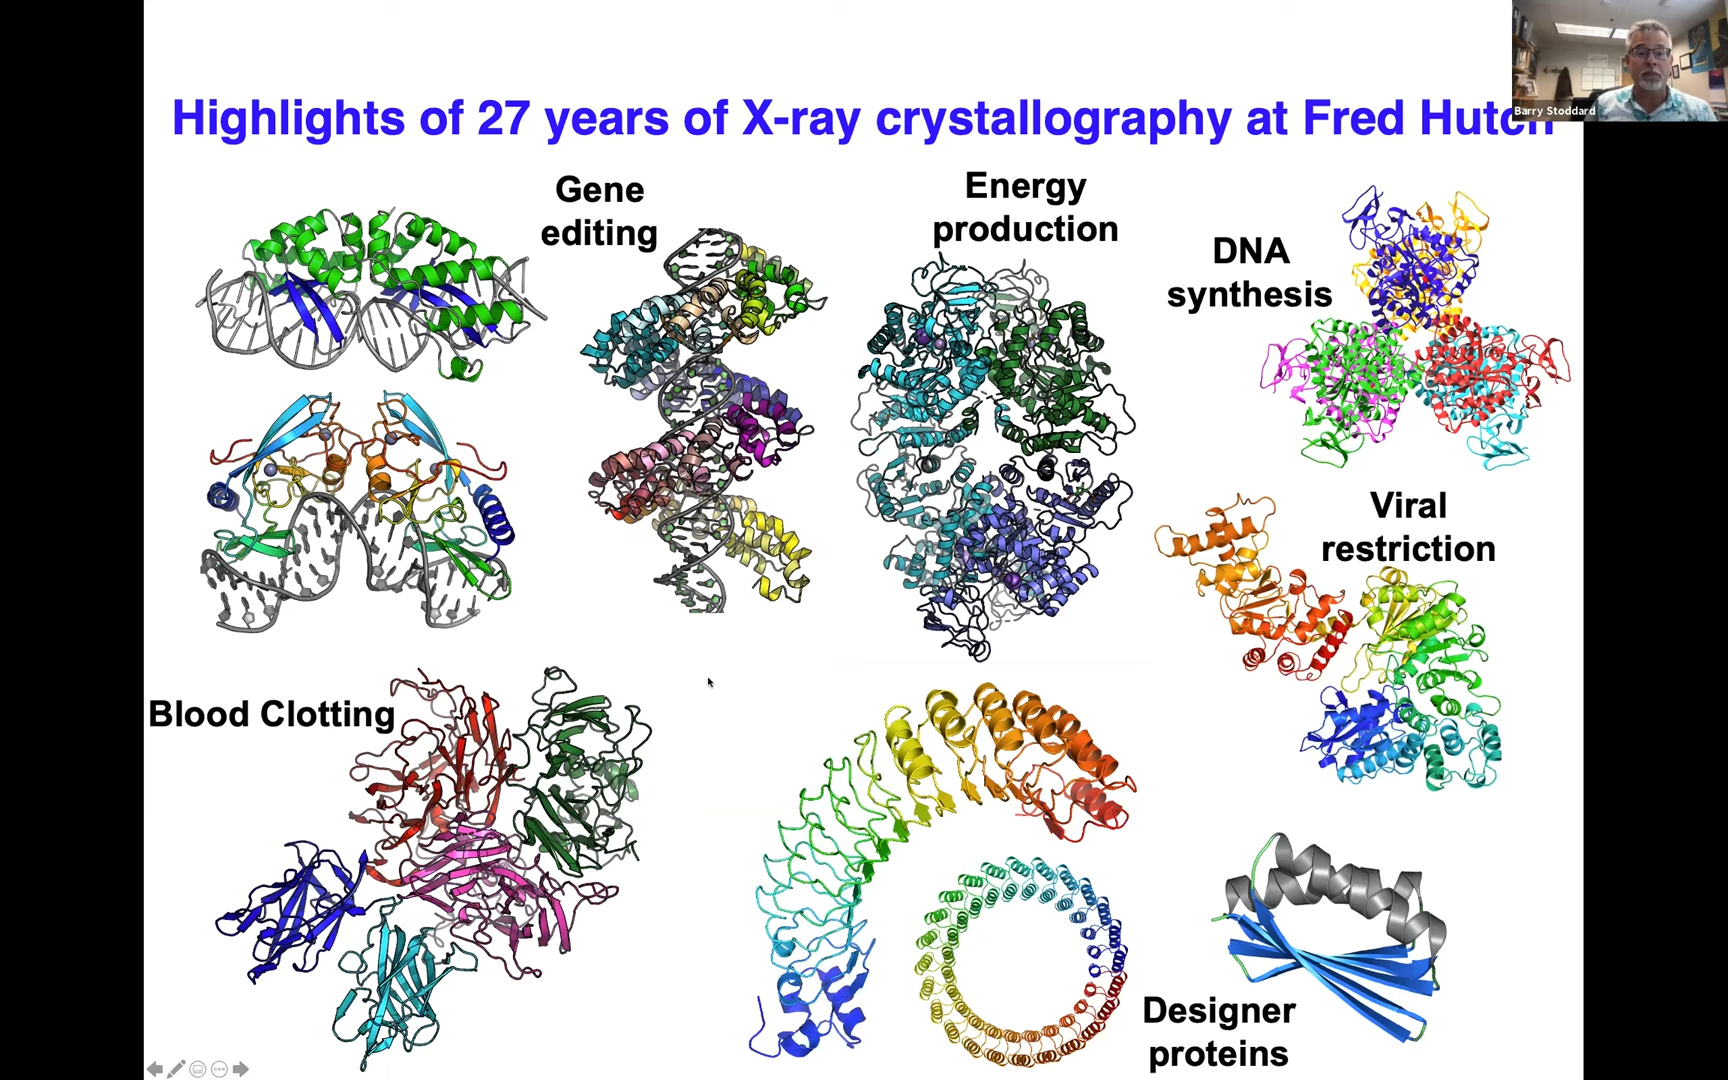 Highlights of 27 years of X-ray crystallography at Fred Hutch
Barry Stoddard
Gene
editing
Energy
production
DNA
synthesis
Viral
restriction
Blood Clotting
Designer
proteins